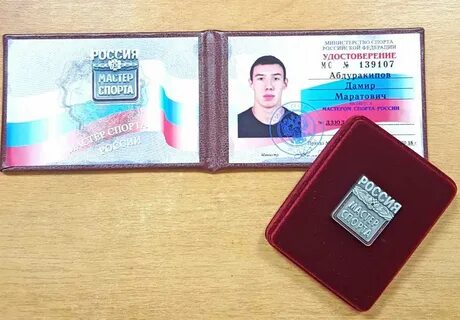 РОССИЯ
МАСТЕР
СПОРТА
МАСТЕР СПОРТА
РОССИИ
МИНИСТЕРСТВО СПОРТА
РОССИЙСКОЙ ФЕДЕРАЦИИ
УДОСТОВЕРЕНИЕ
МС № 139107
Абдуракипов
Дамир
Маратович
МАСТЕРОМ СПОРТА РОССИИ
Министр
РОССИЯ
МАСТЕР
СПОРТА